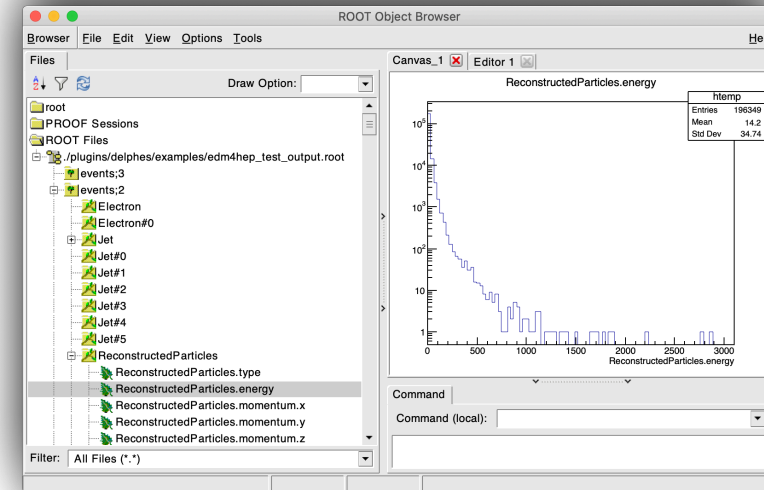 ROOT Object Browser
Browser File Edit View Options Tools
Files
Draw Option:
root
PROOF Sessions
ROOT Files
./plugins/delphes/examples/edm4hep_test_output.root
events;3
events;2
Electron
Electron#0
Jet
Jet#0
Jet#1
Jet#2
Jet#3
Jet#4
Jet#5
ReconstructedParticles
ReconstructedParticles.type
ReconstructedParticles.energy
ReconstructedParticles.momentum.x
ReconstructedParticles.momentum.y
ReconstructedParticles.momentum.z
Filter: All Files (*.*)
He
Canvas_1 Editor 1
ReconstructedParticles.energy
htemp
Entries 196349
Mean 14.2
Std Dev 34.74
10⁵
10⁴
10³
10²
10
1
0 500 1000 1500 2000 2500 3000
ReconstructedParticles.energy
Command
Command (local):